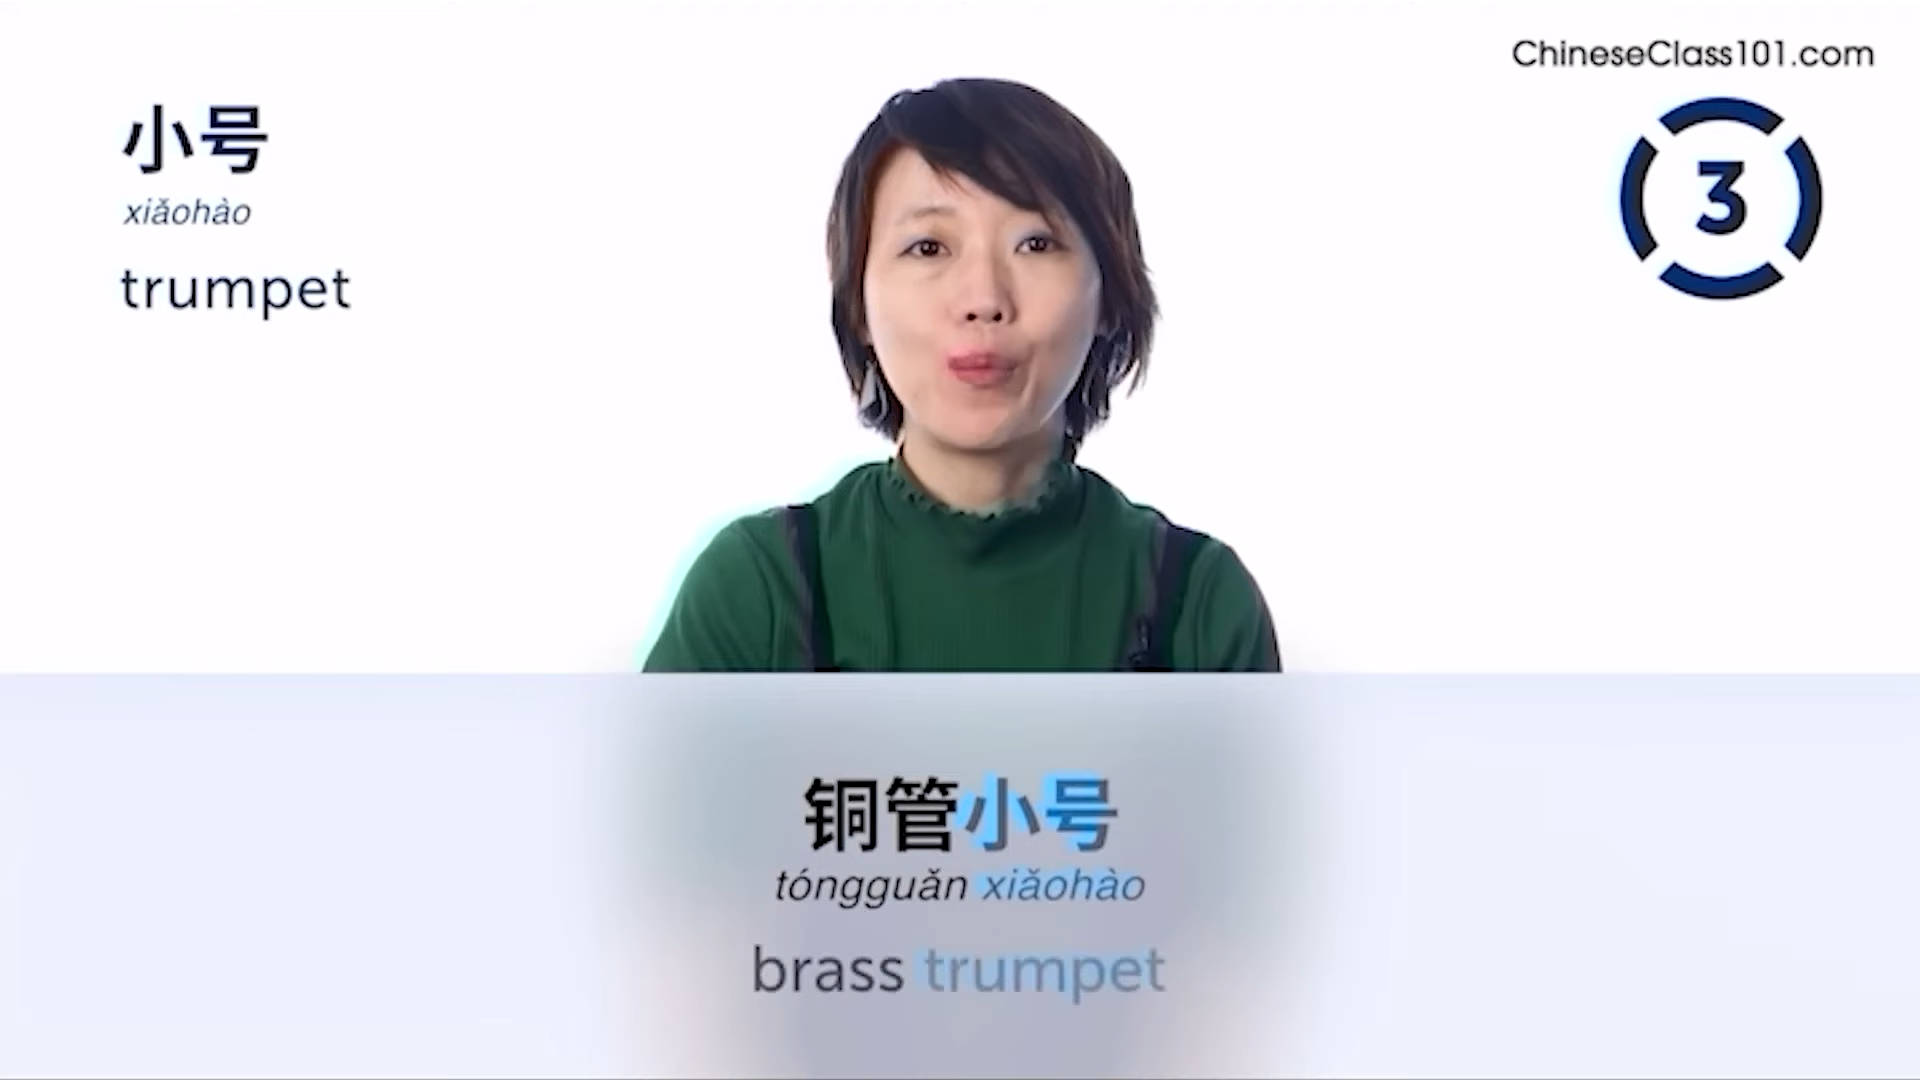 ChineseClass101.com
小号
xiǎohào
trumpet
3
铜管小号
tóngguǎn xiǎohào
brass trumpet